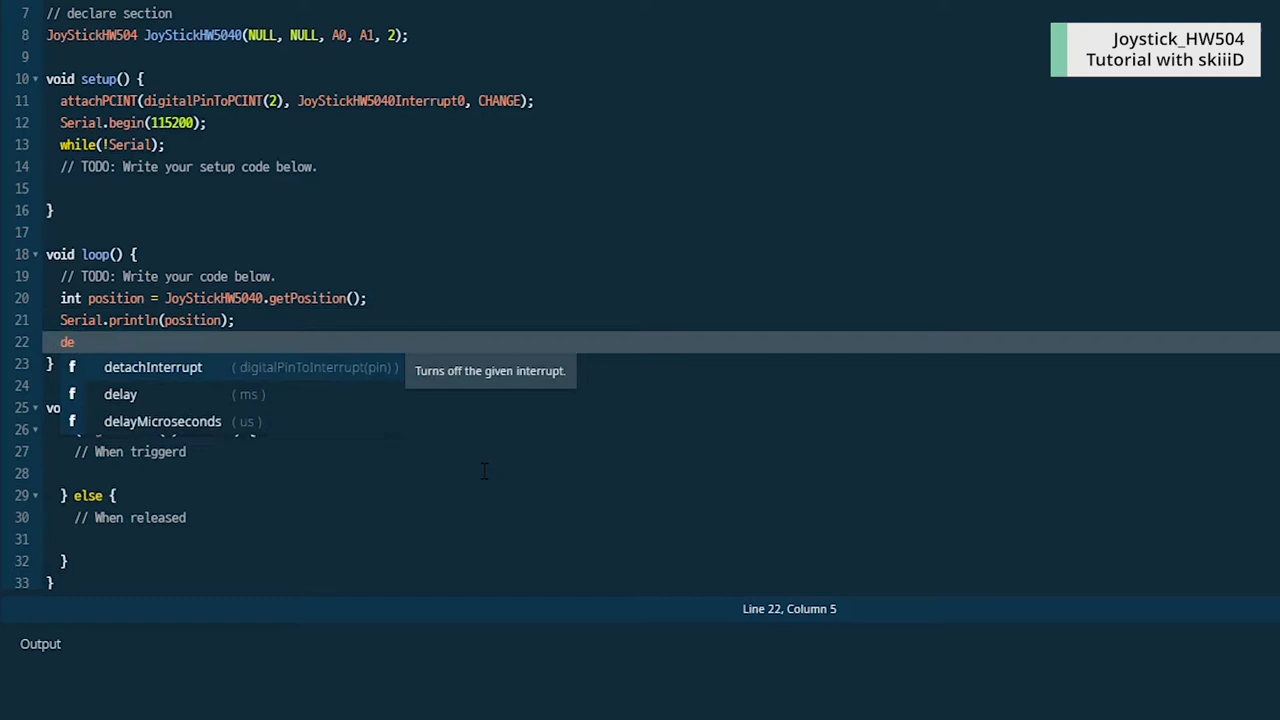 7 // declare section
8 JoyStickHW504 JoyStickHW5040(NULL, NULL, A0, A1, 2);
Joystick_HW504
Tutorial with skiiiD
9
10 void setup() {
11 attachPCINT(digitalPinToPCINT(2), JoyStickHW5040Interrupt0, CHANGE);
12 Serial.begin(115200);
13 while(!Serial);
14 // TODO: Write your setup code below.
15
16 }
17
18 void loop() {
19 // TODO: Write your code below.
20 int position = JoyStickHW5040.getPosition();
21 Serial.println(position);
22 de
23 }
f detachInterrupt ( digitalPinToInterrupt(pin) ) Turns off the given interrupt.
24
f delay ( ms )
25 vo
f delayMicroseconds ( us )
26
27 // When triggerd
28
29 } else {
30 // When released
31
32 }
33 }
Line 22, Column 5
Output